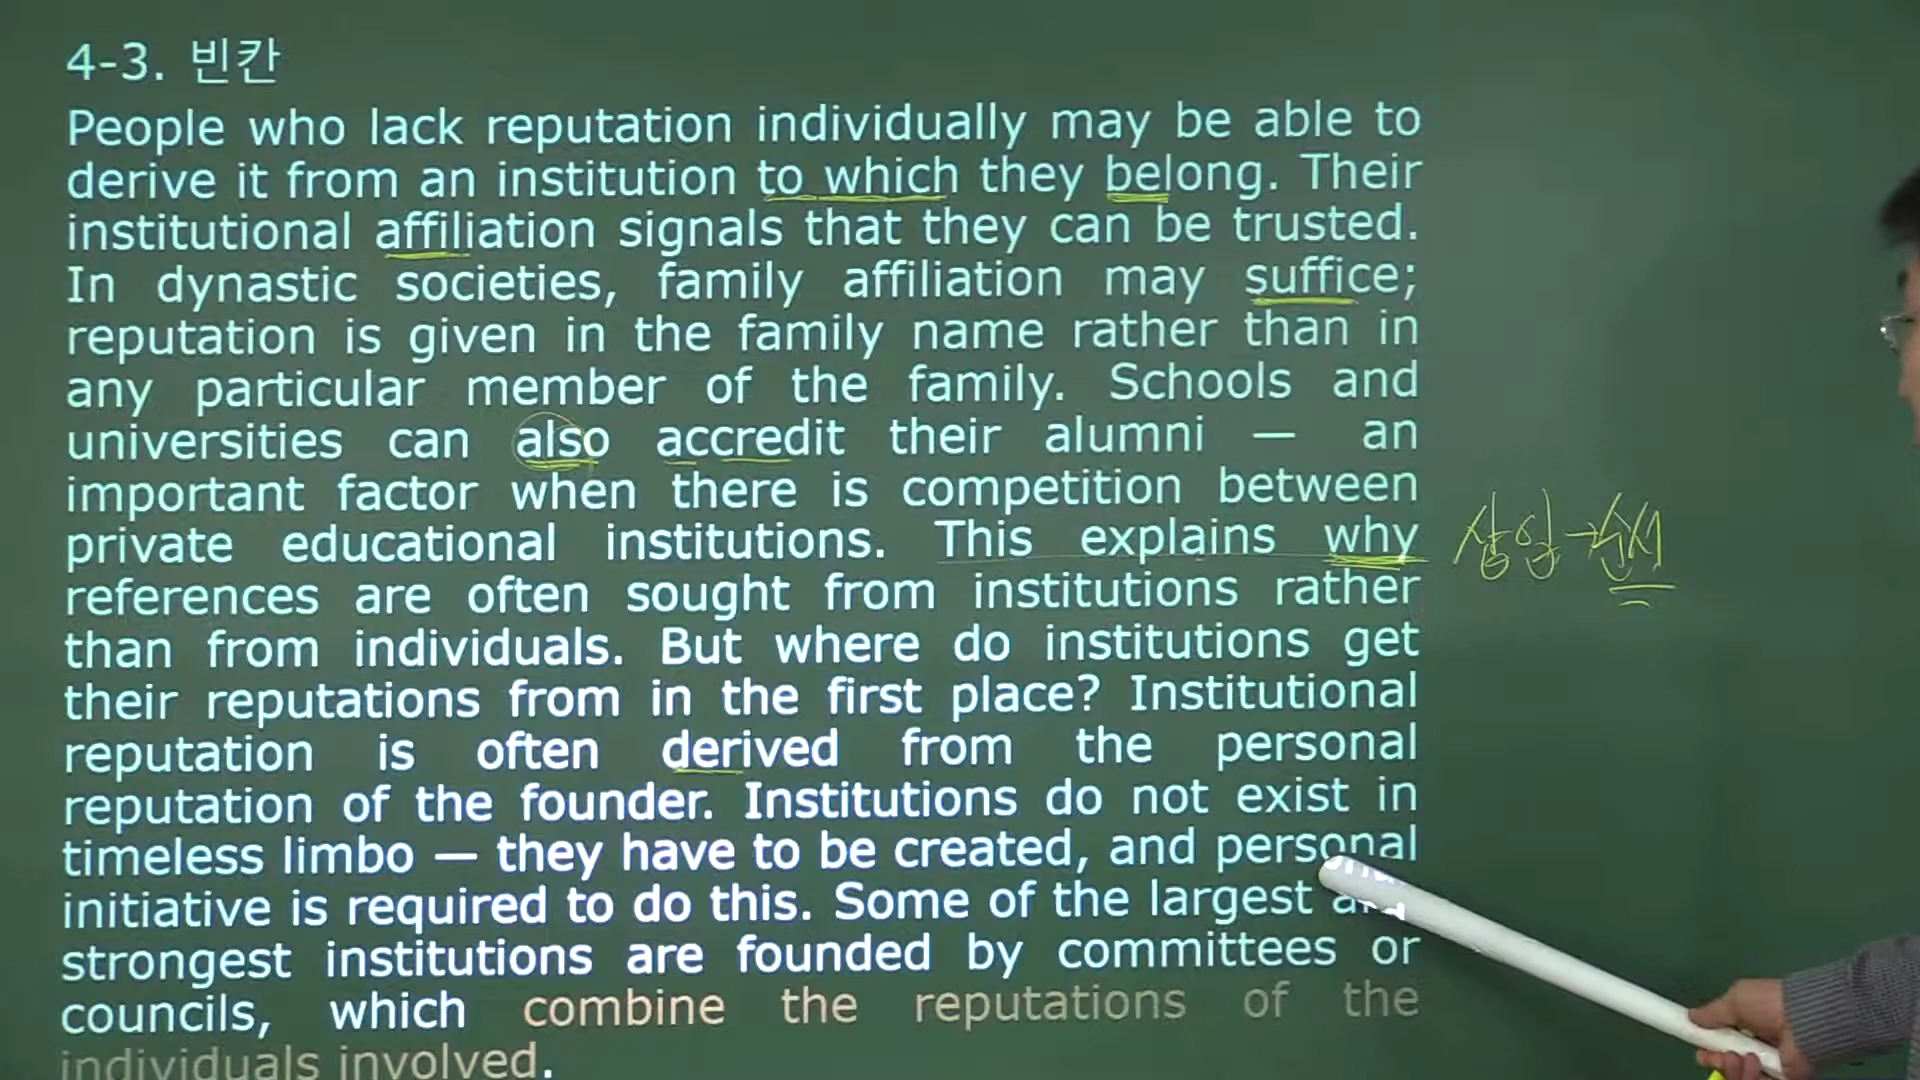 4-3. 빈칸
People who lack reputation individually may be able to
derive it from an institution to which they belong. Their
institutional affiliation signals that they can be trusted.
In dynastic societies, family affiliation may suffice;
reputation is given in the family name rather than in
any particular member of the family. Schools and
universities can also accredit their alumni — an
important factor when there is competition between
private educational institutions. This explains why
references are often sought from institutions rather
than from individuals. But where do institutions get
their reputations from in the first place? Institutional
reputation is often derived from the personal
reputation of the founder. Institutions do not exist in
timeless limbo — they have to be created, and personal
initiative is required to do this. Some of the largest and
strongest institutions are founded by committees or
councils, which combine the reputations of the
individuals involved.